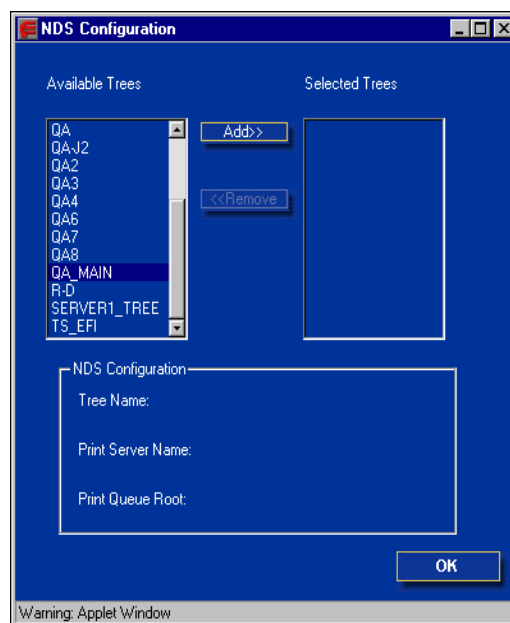 NDS Configuration
Available Trees
Selected Trees
QA
QA-J2
QA2
QA3
QA4
QA6
QA7
QA8
QA_MAIN
R-D
SERVER1_TREE
TS_EFI
Add>>
<<Remove
NDS Configuration
Tree Name:
Print Server Name:
Print Queue Root:
OK
Warning: Applet Window